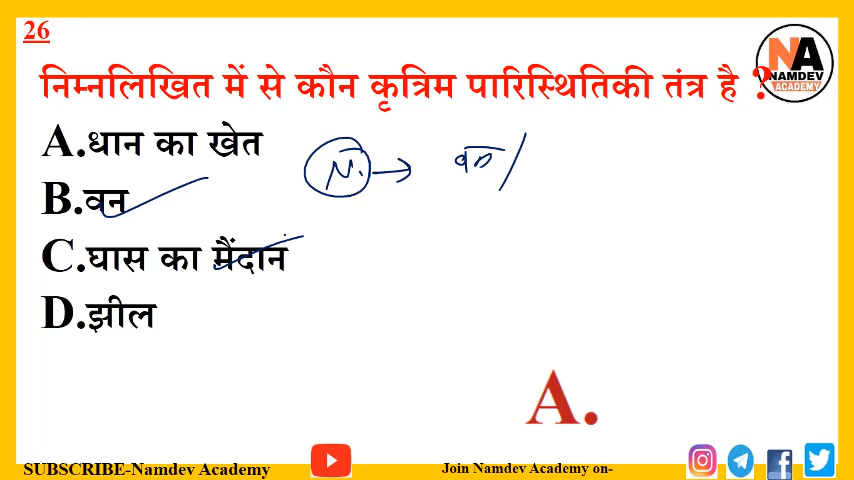 26
NA
NAMDEV
ACADEMY
निम्नलिखित में से कौन कृत्रिम पारिस्थितिकी तंत्र है ?
A.धान का खेत
N. → वन /
B.वन
C.घास का मैंदान
D.झील
A.
SUBSCRIBE-Namdev Academy
Join Namdev Academy on-